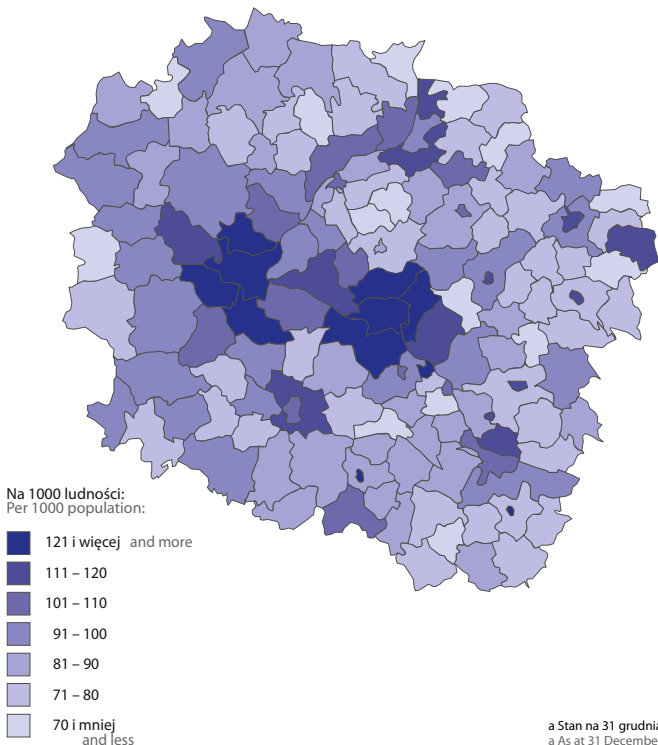 Na 1000 ludności:
Per 1000 population:
121 i więcej and more
111 – 120
101 – 110
91 – 100
81 – 90
71 – 80
70 i mniej
and less
a Stan na 31 grudnia
a As at 31 December